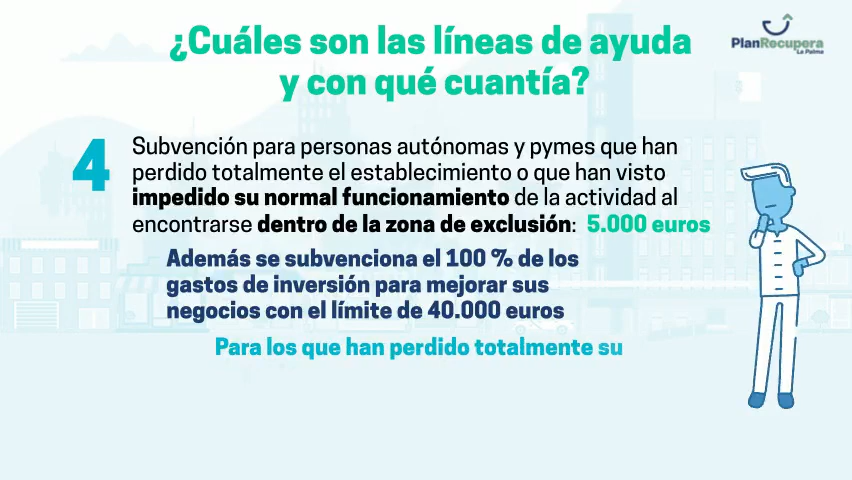 ¿Cuáles son las líneas de ayuda
y con qué cuantía?
PlanRecupera
La Palma
4
Subvención para personas autónomas y pymes que han
perdido totalmente el establecimiento o que han visto
impedido su normal funcionamiento de la actividad al
encontrarse dentro de la zona de exclusión: 5.000 euros
Además se subvenciona el 100 % de los
gastos de inversión para mejorar sus
negocios con el límite de 40.000 euros
Para los que han perdido totalmente su